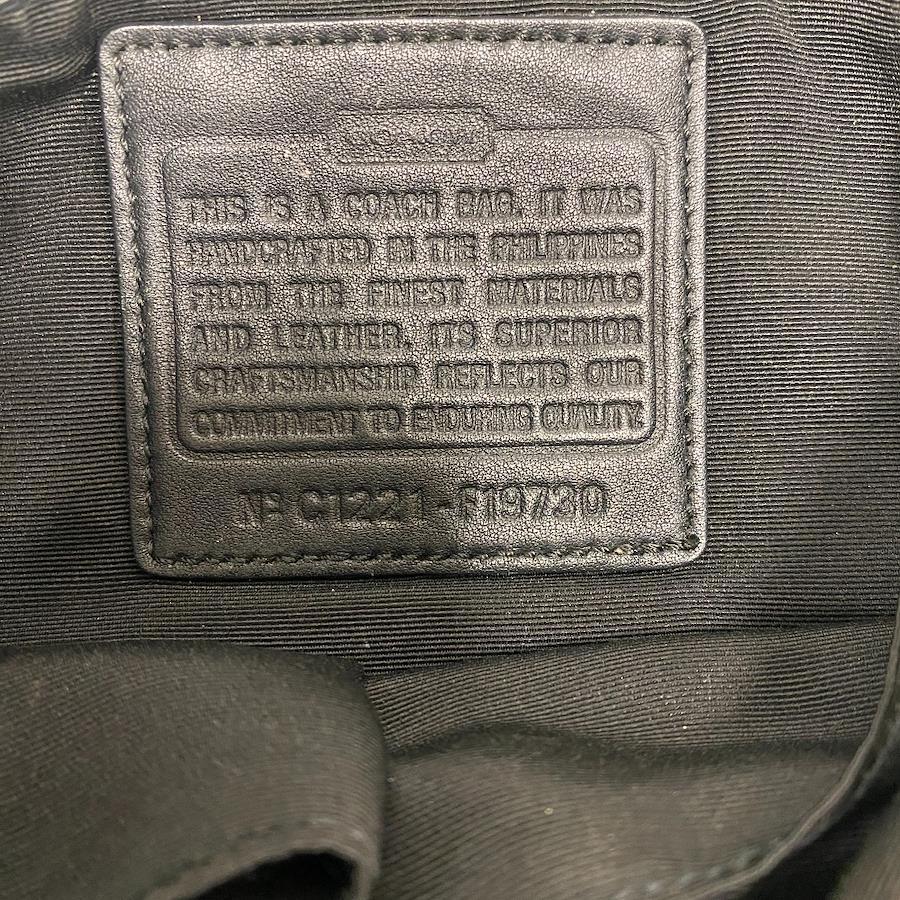 THIS IS A COACH BAG. IT WAS
HANDCRAFTED IN THE PHILIPPINES
FROM THE FINEST MATERIALS
AND LEATHER. ITS SUPERIOR
CRAFTSMANSHIP REFLECTS OUR
COMMITMENT TO ENDURING QUALITY.
Nº C1221-F19730